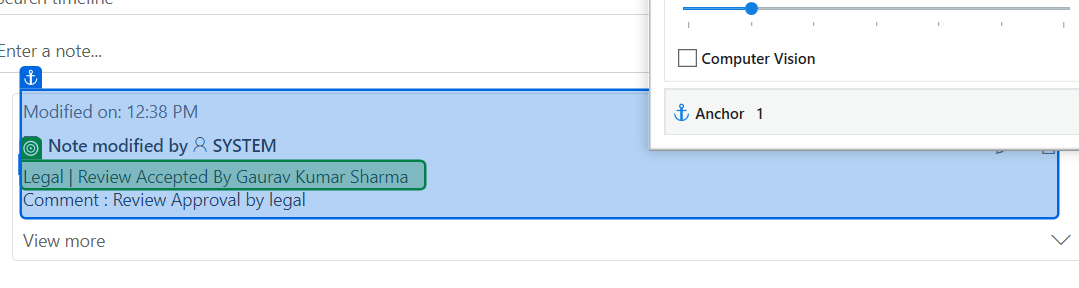 Search timeline
Enter a note...
Computer Vision
Anchor 1
Modified on: 12:38 PM
Note modified by SYSTEM
Legal | Review Accepted By Gaurav Kumar Sharma
Comment : Review Approval by legal
View more